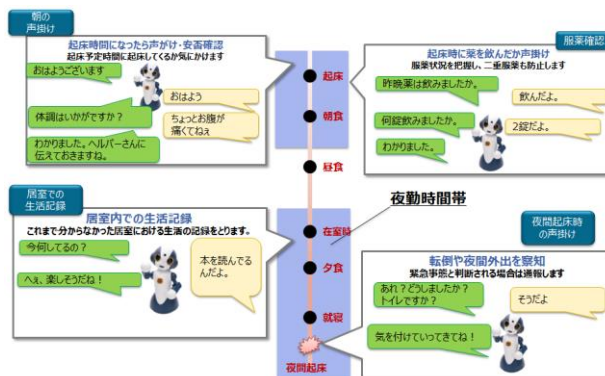 朝の
声掛け
起床時間になったら声がけ・安否確認
起床予定時間に起床してくるか気にかけます
おはようございます
おはよう
体調はいかがですか?
ちょっとお腹が
痛くてねぇ
わかりました。ヘルパーさんに
伝えておきますね。
服薬確認
起床時に薬を飲んだか声掛け
服薬状況を把握し、二重服薬も防止します
昨晩薬は飲みましたか。
飲んだよ。
何錠飲みましたか。
2錠だよ。
わかりました。
起床
朝食
昼食
在室時
夕食
就寝
夜間起床
夜勤時間帯
居室での
生活記録
居室内での生活記録
これまで分からなかった居室における生活の記録をとります。
今何してるの?
本を読んでる
んだよ。
へぇ、楽しそうだね!
夜間起床時
の声掛け
転倒や夜間外出を察知
緊急事態と判断される場合は通報します
あれ?どうしましたか?
トイレですか?
そうだよ
気を付けていってきてね!